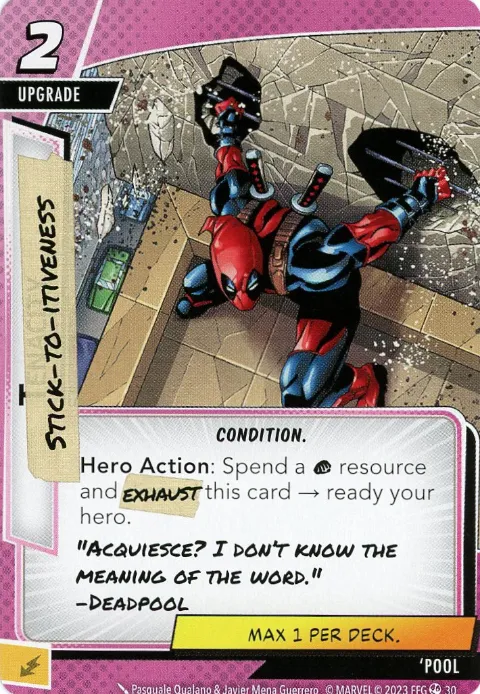 2
UPGRADE
STICK-TO-ITIVENESS
TENACITY
CONDITION.
Hero Action: Spend a resource
and EXHAUST this card → ready your
hero.
"ACQUIESCE? I DON'T KNOW THE
MEANING OF THE WORD."
-DEADPOOL
MAX 1 PER DECK.
'POOL
Pasquale Qualano & Javier Mena Guerrero © MARVEL © 2023 FFG 30